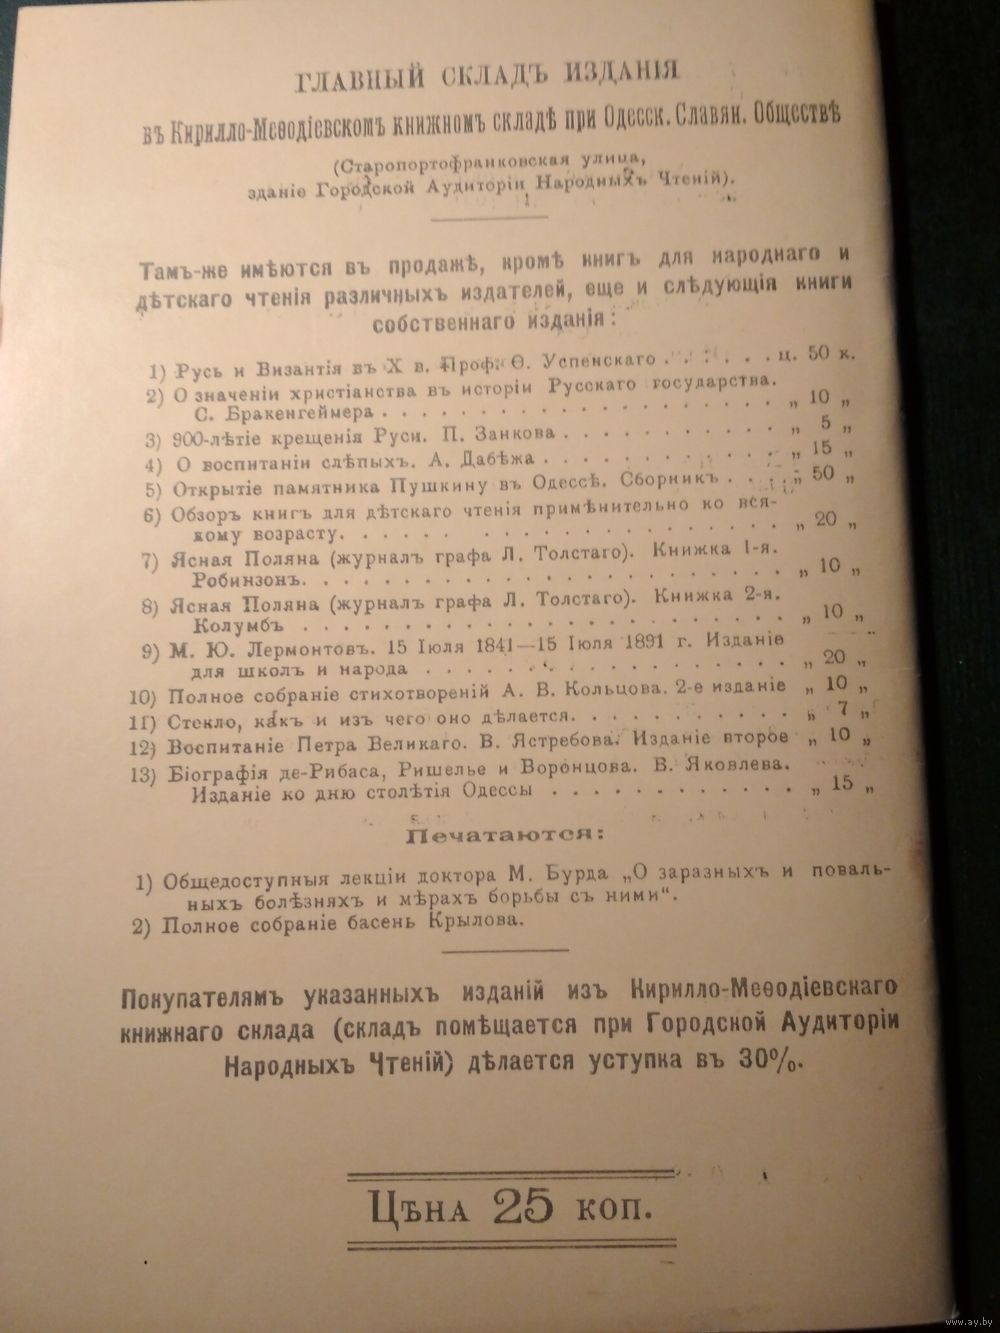 ГЛАВНЫЙ СКЛАДЪ ИЗДАНІЯ
въ Кирилло-Меѳодіевскомъ книжномъ складѣ при Одесск. Славян. Обществѣ
(Старопортофранковская улица,
зданіе Городской Аудиторіи Народныхъ Чтеній).
Тамъ-же имѣются въ продажѣ, кромѣ книгъ для народнаго и
дѣтскаго чтенія различныхъ издателей, еще и слѣдующія книги
собственнаго изданія:
1) Русь и Византія въ X в. Проф. Ѳ. Успенскаго . . . . . . ц. 50 к.
2) О значеніи христіанства въ исторіи Русскаго государства.
С. Бракенгеймера . . . . . . . . . . . . . . . . . . „ 10 „
3) 900-лѣтіе крещенія Руси. П. Занкова . . . . . . . . . . . „ 5 „
4) О воспитаніи слѣпыхъ. А. Дабѣжа . . . . . . . . . . . . „ 15 „
5) Открытіе памятника Пушкину въ Одессѣ. Сборникъ . . . . „ 50 „
6) Обзоръ книгъ для дѣтскаго чтенія примѣнительно ко вся-
кому возрасту. . . . . . . . . . . . . . . . . . . . „ 20 „
7) Ясная Поляна (журналъ графа Л. Толстаго). Книжка 1-я.
Робинзонъ. . . . . . . . . . . . . . . . . . . . . . „ 10 „
8) Ясная Поляна (журналъ графа Л. Толстаго). Книжка 2-я.
Колумбъ . . . . . . . . . . . . . . . . . . . . . . „ 10 „
9) М. Ю. Лермонтовъ. 15 Іюля 1841—15 Іюля 1891 г. Изданіе
для школъ и народа . . . . . . . . . . . . . . . . . „ 20 „
10) Полное собраніе стихотвореній А. В. Кольцова. 2-е изданіе „ 10 „
11) Стекло, какъ и изъ чего оно дѣлается. . . . . . . . . . . „ 7 „
12) Воспитаніе Петра Великаго. В. Ястребова. Изданіе второе „ 10 „
13) Біографія де-Рибаса, Ришелье и Воронцова. В. Яковлева.
Изданіе ко дню столѣтія Одессы . . . . . . . . . . . . „ 15 „
Печатаются:
1) Общедоступныя лекціи доктора М. Бурда „О заразныхъ и поваль-
ныхъ болѣзняхъ и мѣрахъ борьбы съ ними“.
2) Полное собраніе басень Крылова.
Покупателямъ указанныхъ изданій изъ Кирилло-Меѳодіевскаго
книжнаго склада (складъ помѣщается при Городской Аудиторіи
Народныхъ Чтеній) дѣлается уступка въ 30%.
Цѣна 25 коп.
www.ay.by